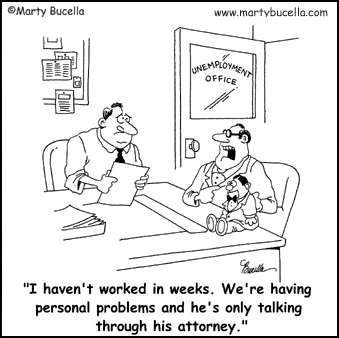 ©Marty Bucella
www.martybucella.com
UNEMPLOYMENT
OFFICE
Bucella
"I haven't worked in weeks. We're having
personal problems and he's only talking
through his attorney."